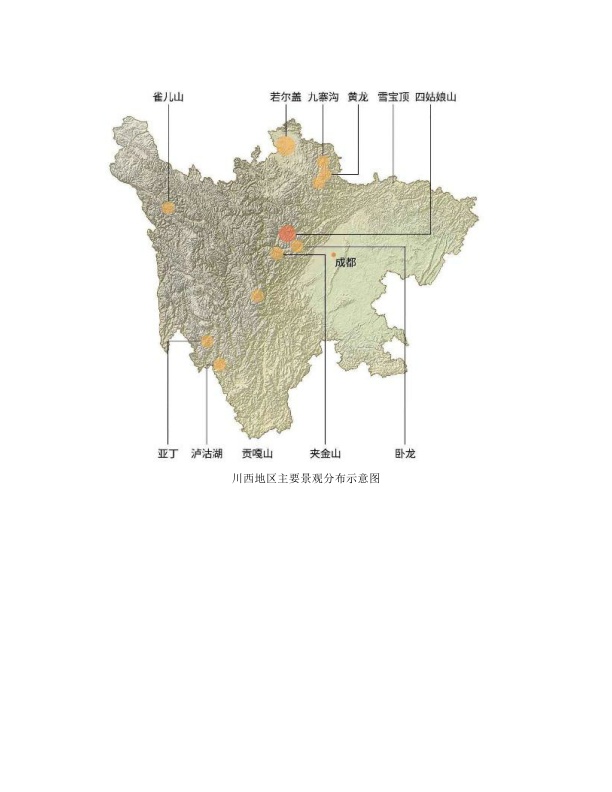 雀儿山 若尔盖 九寨沟 黄龙 雪宝顶 四姑娘山
成都
亚丁 泸沽湖 贡嘎山 夹金山 卧龙
川西地区主要景观分布示意图